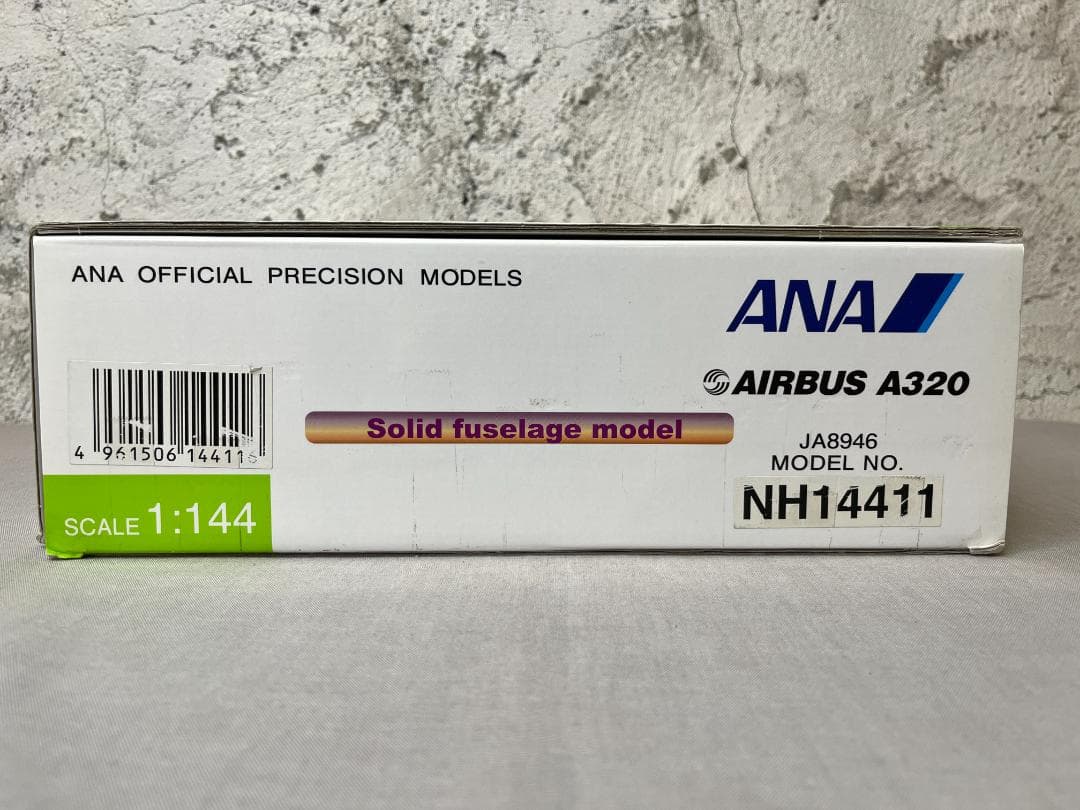 ANA OFFICIAL PRECISION MODELS
ANA
AIRBUS A320
Solid fuselage model
JA8946
MODEL NO.
NH14411
4 961506 144116
SCALE 1:144